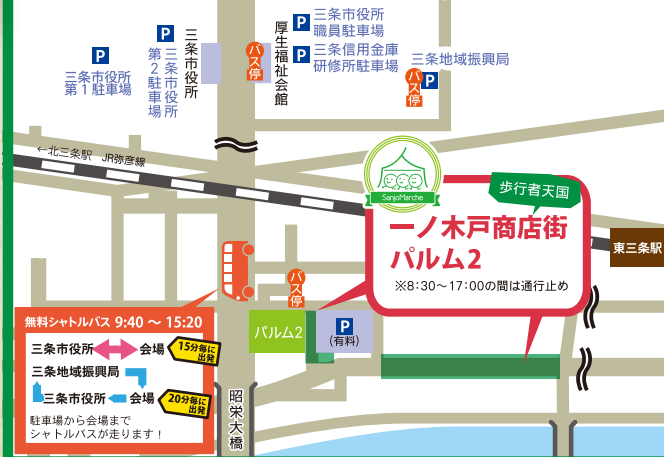 三条市役所
第１駐車場
P
P
三条市役所
第２駐車場
三条市役所
バス停
厚生福祉会館
P
三条市役所
職員駐車場
P
三条信用金庫
研修所駐車場
三条地域振興局
バス停
P
←北三条駅 JR弥彦線
SanjoMarche
歩行者天国
一ノ木戸商店街
パルム2
※8：30～17：00の間は通行止め
東三条駅
バス停
パルム2
P
(有料)
無料シャトルバス 9:40 ～ 15:20
三条市役所 会場 15分毎に
出発
三条地域振興局
三条市役所 会場 20分毎に
出発
駐車場から会場まで
シャトルバスが走ります！
昭栄大橋